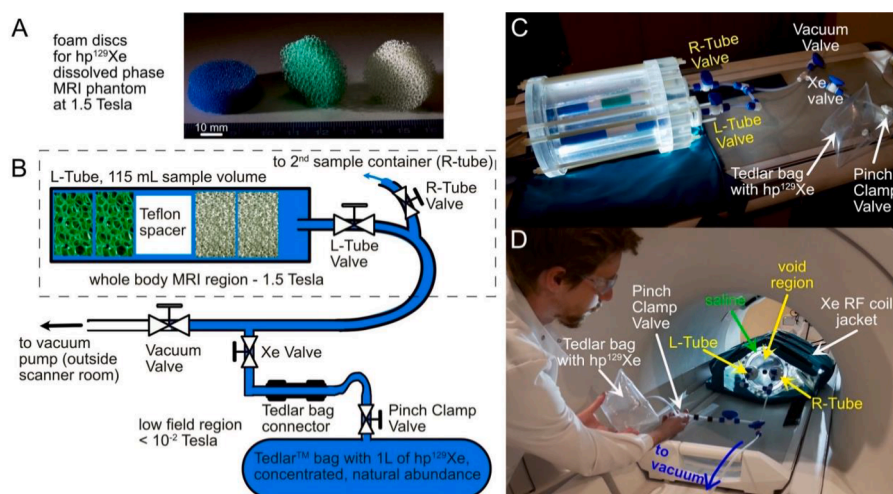 A
foam discs
for hp¹²⁹Xe
dissolved phase
MRI phantom
at 1.5 Tesla
10 mm
B
to 2nd sample container (R-tube)
L-Tube, 115 mL sample volume
R-Tube
Valve
Teflon
spacer
L-Tube
Valve
whole body MRI region - 1.5 Tesla
to vacuum
pump (outside
scanner room)
Vacuum
Valve
Xe Valve
Tedlar bag
connector
Pinch Clamp
Valve
low field region
< 10⁻² Tesla
Tedlar™ bag with 1L of hp¹²⁹Xe,
concentrated, natural abundance
C
R-Tube
Valve
Vacuum
Valve
Xe
valve
L-Tube
Valve
Tedlar bag
with hp¹²⁹Xe
Pinch
Clamp
Valve
D
void
region
saline
Pinch
Clamp
Valve
Xe RF coil
jacket
Tedlar bag
with hp¹²⁹Xe
L-Tube
R-Tube
to
vacuum